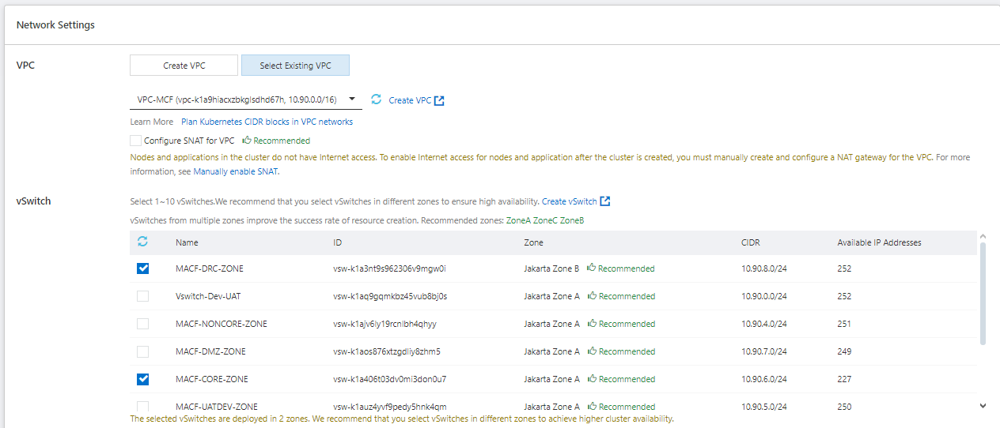 Network Settings
VPC
Create VPC Select Existing VPC
VPC-MCF (vpc-k1a9hiacxzbkglsdhd67h, 10.90.0.0/16) Create VPC
Learn More Plan Kubernetes CIDR blocks in VPC networks
Configure SNAT for VPC Recommended
Nodes and applications in the cluster do not have Internet access. To enable Internet access for nodes and application after the cluster is created, you must manually create and configure a NAT gateway for the VPC. For more
information, see Manually enable SNAT.
vSwitch
Select 1~10 vSwitches.We recommend that you select vSwitches in different zones to ensure high availability. Create vSwitch
vSwitches from multiple zones improve the success rate of resource creation. Recommended zones: ZoneA ZoneC ZoneB
Name ID Zone CIDR Available IP Addresses
MACF-DRC-ZONE vsw-k1a3nt9s962306v9mgw0i Jakarta Zone B Recommended 10.90.8.0/24 252
Vswitch-Dev-UAT vsw-k1aq9gqmkbz45vub8bj0s Jakarta Zone A Recommended 10.90.0.0/24 252
MACF-NONCORE-ZONE vsw-k1ajv6ly19rcnlbh4qhyy Jakarta Zone A Recommended 10.90.4.0/24 251
MACF-DMZ-ZONE vsw-k1aos876xtzgdliy8zhm5 Jakarta Zone A Recommended 10.90.7.0/24 249
MACF-CORE-ZONE vsw-k1a406t03dv0mi3don0u7 Jakarta Zone A Recommended 10.90.6.0/24 227
MACF-UATDEV-ZONE vsw-k1auz4yvf9pedy5hnk4qm Jakarta Zone A Recommended 10.90.5.0/24 250
The selected vSwitches are deployed in 2 zones. We recommend that you select vSwitches in different zones to achieve higher cluster availability.